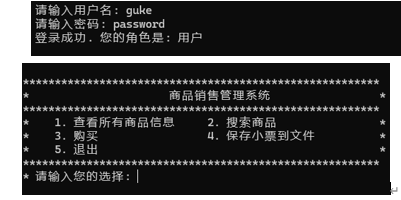 请输入用户名: guke
请输入密码: password
登录成功. 您的角色是: 用户
******************************************************
* 商品销售管理系统 *
******************************************************
* 1. 查看所有商品信息 2. 搜索商品 *
* 3. 购买 4. 保存小票到文件 *
* 5. 退出 *
******************************************************
* 请输入您的选择: